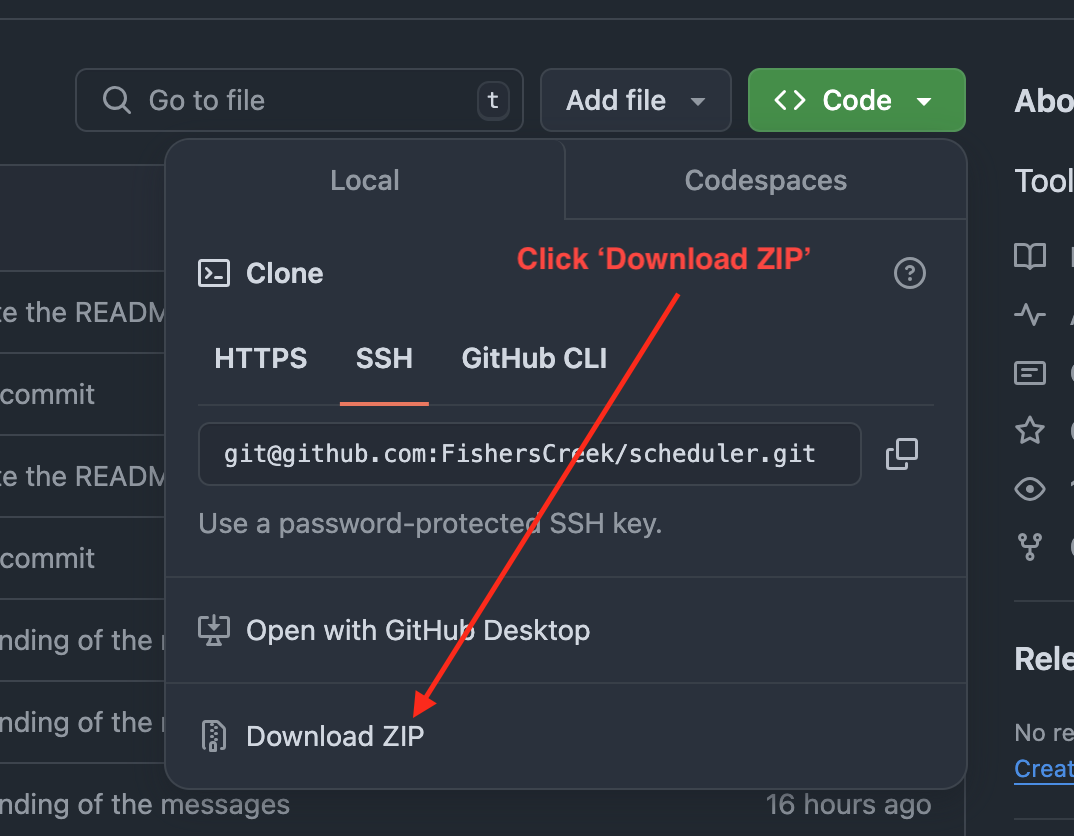 Go to file
t
Add file
Code
Local
Codespaces
Click ‘Download ZIP’
Clone
HTTPS
SSH
GitHub CLI
git@github.com:FishersCreek/scheduler.git
Use a password-protected SSH key.
Open with GitHub Desktop
Download ZIP
te the READM
commit
te the READM
commit
nding of the
nding of the
nding of the messages
16 hours ago
Abo
Tool
Rele
No re
Creat